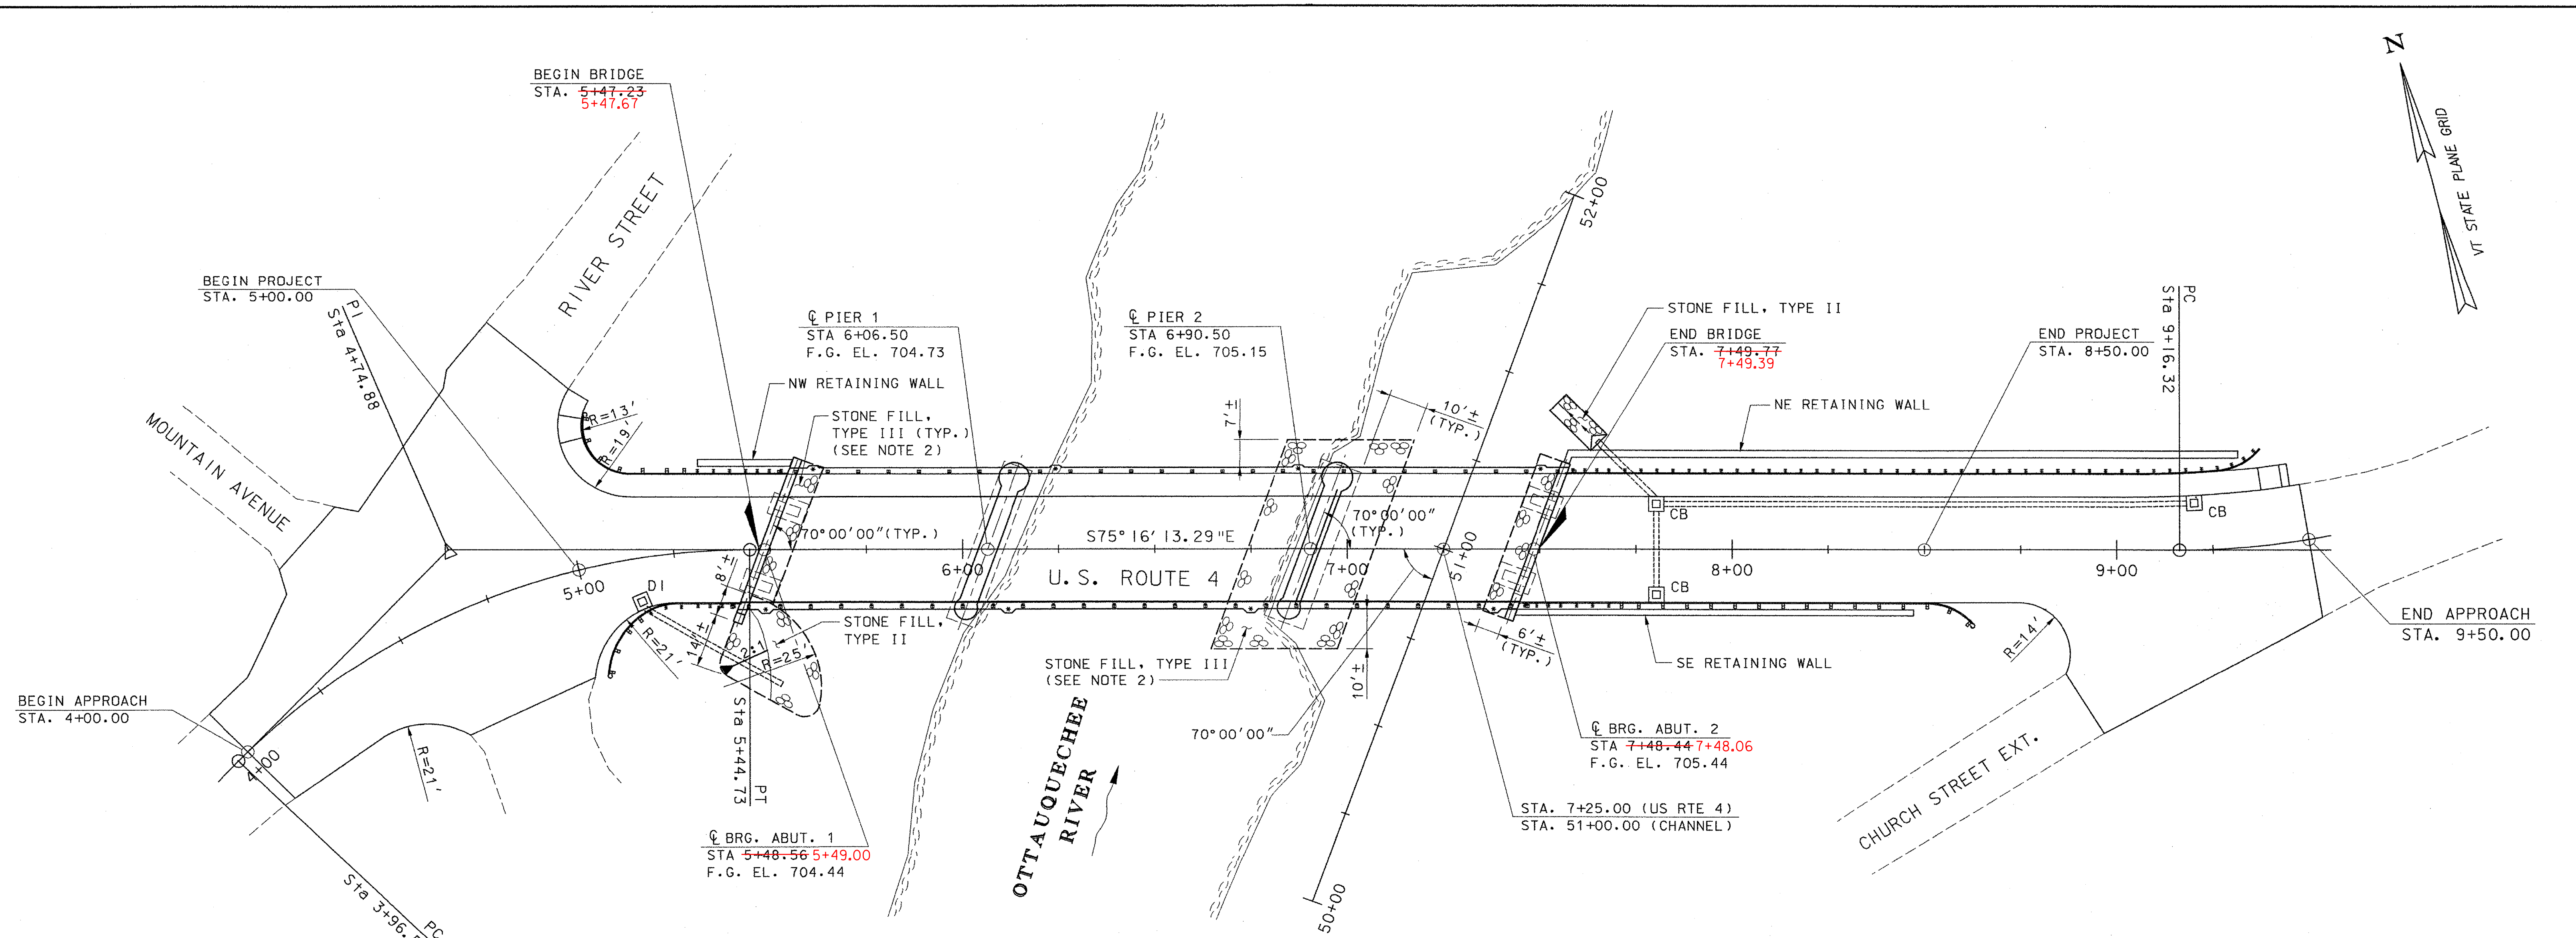 N
VT STATE PLANE GRID
BEGIN BRIDGE
STA. 5+47.23
5+47.67
RIVER STREET
52+00
BEGIN PROJECT
STA. 5+00.00
PI
Sta 4+74.88
PC
Sta 9+16.32
℄ PIER 1
STA 6+06.50
F.G. EL. 704.73
℄ PIER 2
STA 6+90.50
F.G. EL. 705.15
STONE FILL, TYPE II
END BRIDGE
STA. 7+49.77
7+49.39
END PROJECT
STA. 8+50.00
NW RETAINING WALL
STONE FILL,
TYPE III (TYP.)
(SEE NOTE 2)
7'±
10'±
(TYP.)
NE RETAINING WALL
R=13'
R=19'
MOUNTAIN AVENUE
70°00'00"(TYP.)
S75°16'13.29"E
70°00'00"
(TYP.)
CB
CB
5+00
6+00
7+00
51+00
8+00
9+00
U.S. ROUTE 4
8'±
DI
CB
14'±
R=21'
2:1
R=25'
STONE FILL,
TYPE II
STONE FILL, TYPE III
(SEE NOTE 2)
10'±
6'±
(TYP.)
SE RETAINING WALL
R=14'
END APPROACH
STA. 9+50.00
BEGIN APPROACH
STA. 4+00.00
4+00
R=21'
PT
Sta 5+44.73
OTTAUQUECHEE
RIVER
70°00'00"
℄ BRG. ABUT. 2
STA 7+48.44 7+48.06
F.G. EL. 705.44
CHURCH STREET EXT.
STA. 7+25.00 (US RTE 4)
STA. 51+00.00 (CHANNEL)
℄ BRG. ABUT. 1
STA 5+48.56 5+49.00
F.G. EL. 704.44
50+00
PC
Sta 3+96.